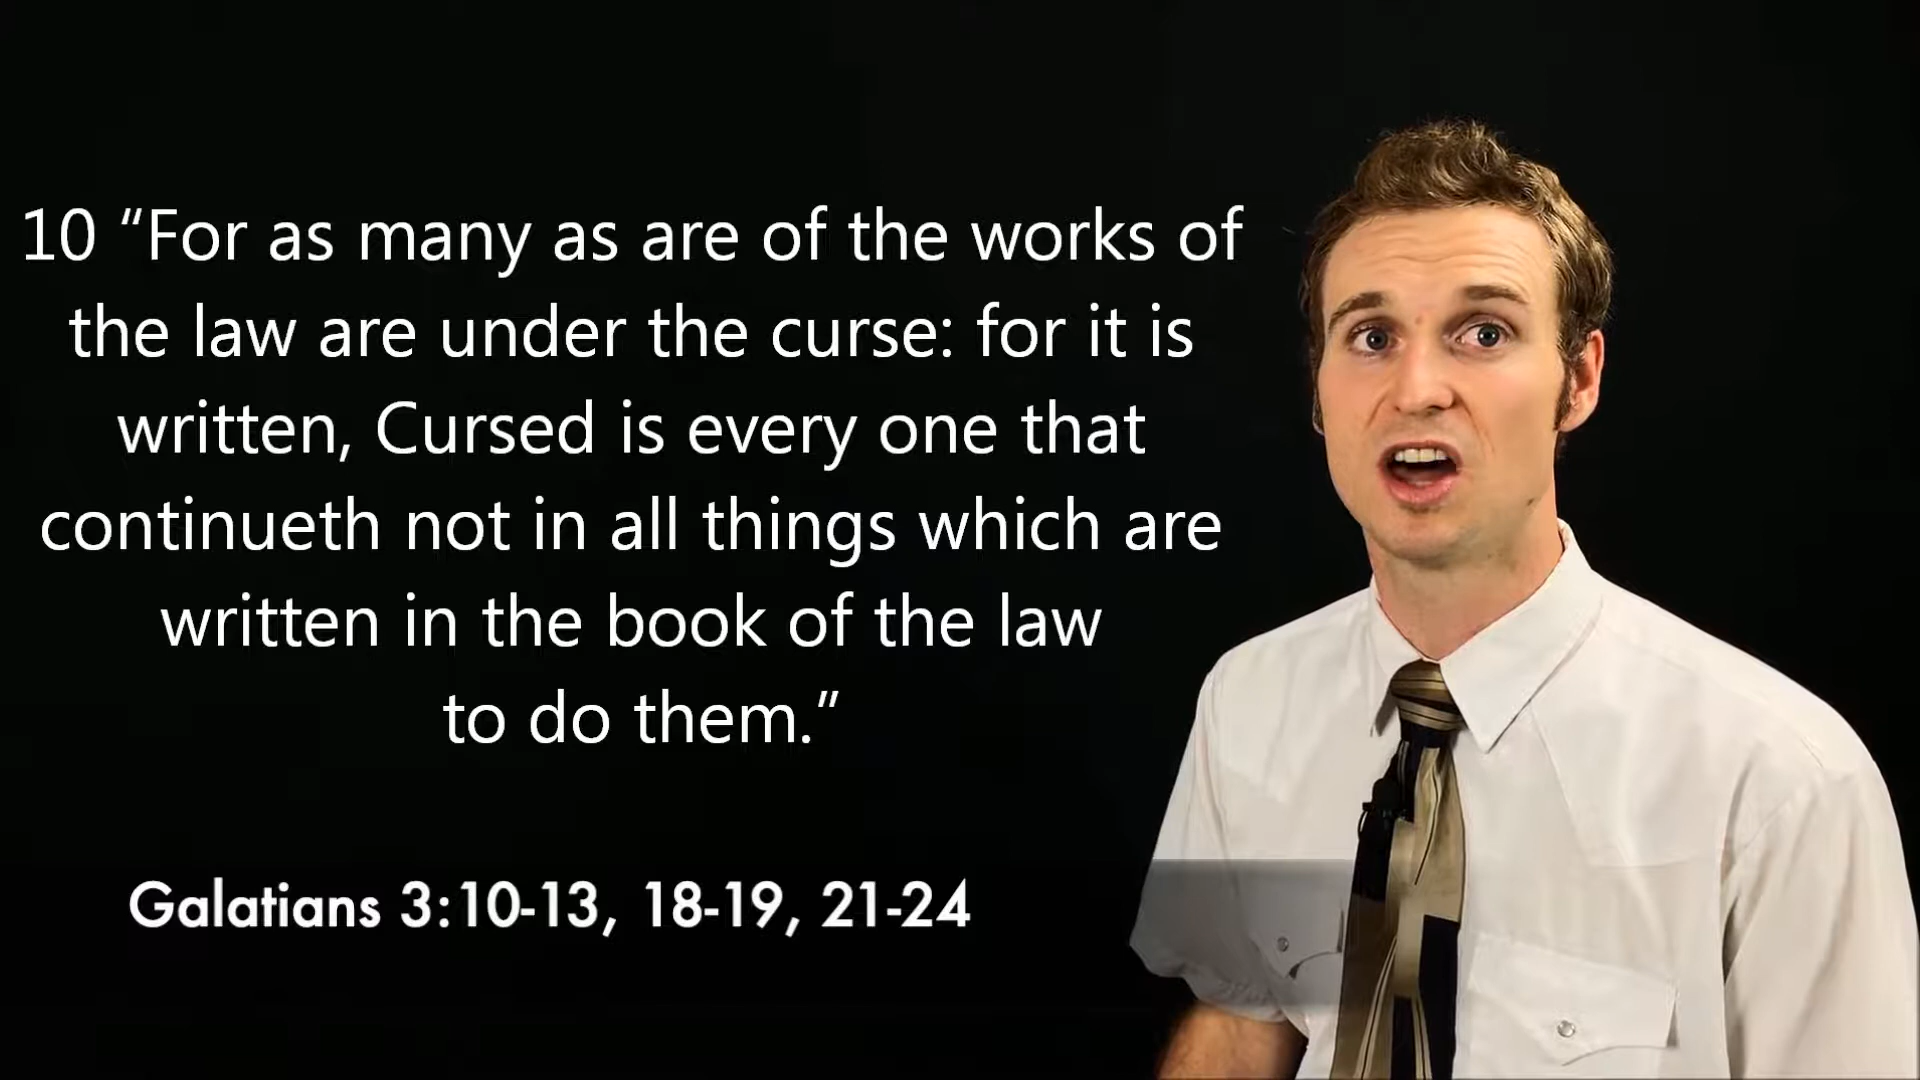 10 “For as many as are of the works of
the law are under the curse: for it is
written, Cursed is every one that
continueth not in all things which are
written in the book of the law
to do them.”
Galatians 3:10-13, 18-19, 21-24